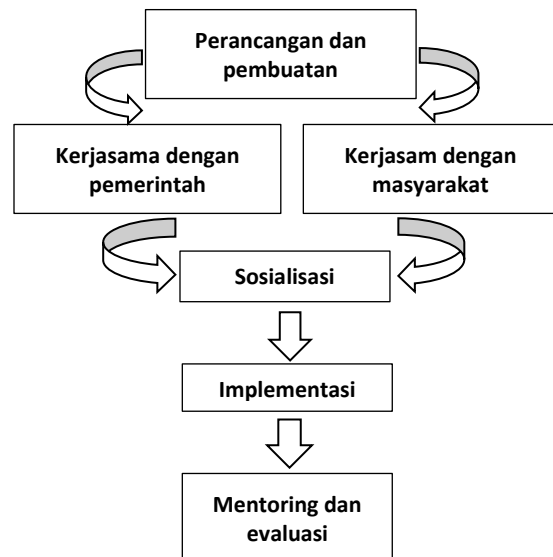 Perancangan dan
pembuatan
Kerjasama dengan
pemerintah
Kerjasam dengan
masyarakat
Sosialisasi
Implementasi
Mentoring dan
evaluasi